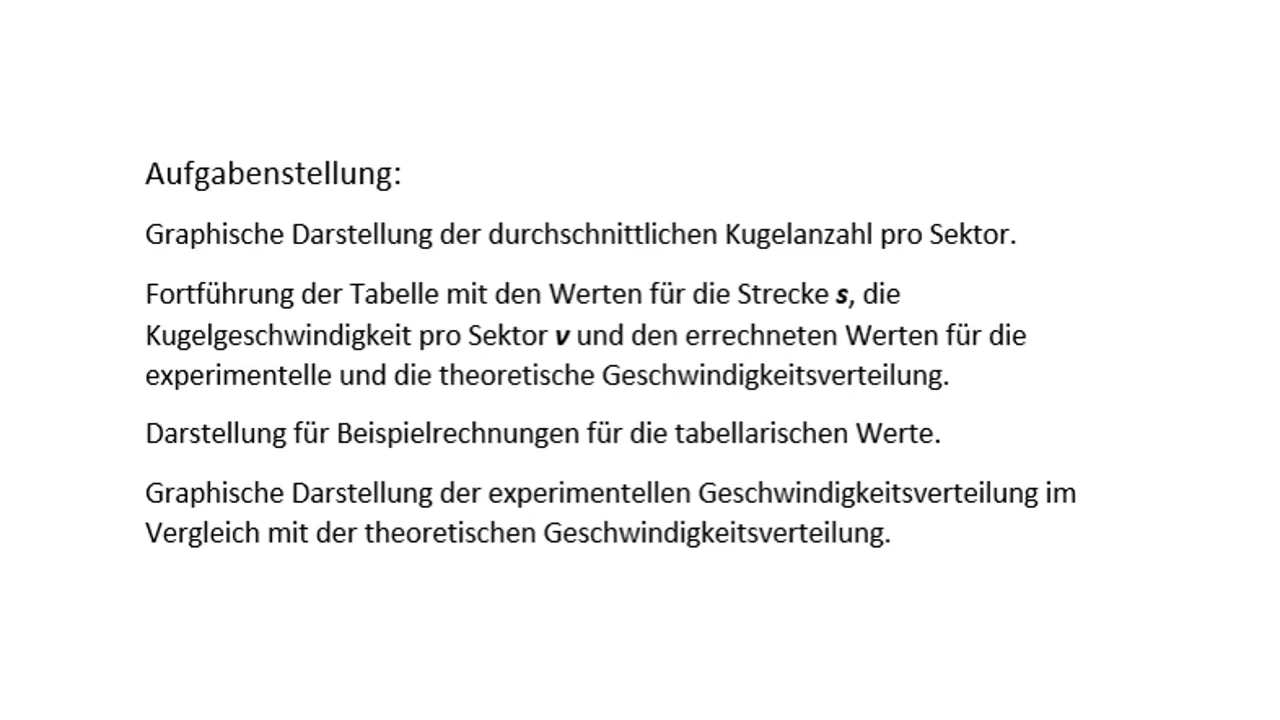 Aufgabenstellung:
Graphische Darstellung der durchschnittlichen Kugelanzahl pro Sektor.
Fortführung der Tabelle mit den Werten für die Strecke s, die
Kugelgeschwindigkeit pro Sektor v und den errechneten Werten für die
experimentelle und die theoretische Geschwindigkeitsverteilung.
Darstellung für Beispielrechnungen für die tabellarischen Werte.
Graphische Darstellung der experimentellen Geschwindigkeitsverteilung im
Vergleich mit der theoretischen Geschwindigkeitsverteilung.